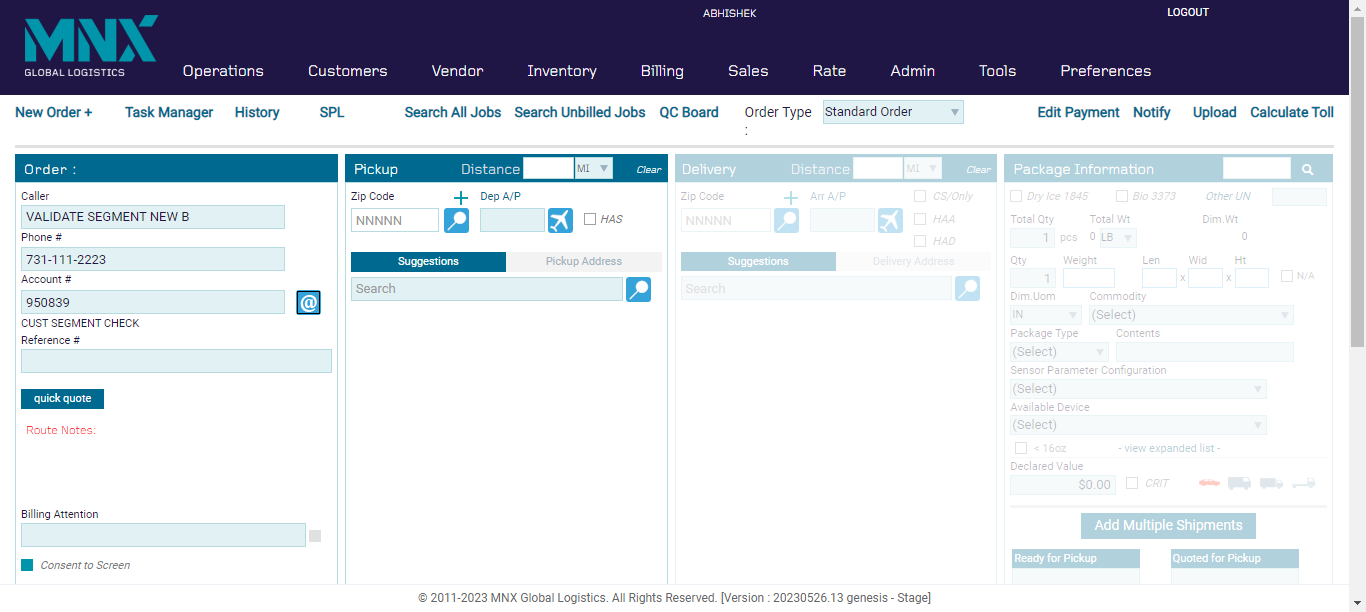 ABHISHEK
LOGOUT
MNX
GLOBAL LOGISTICS
Operations Customers Vendor Inventory Billing Sales Rate Admin Tools Preferences
New Order + Task Manager History SPL Search All Jobs Search Unbilled Jobs QC Board Order Type : Standard Order Edit Payment Notify Upload Calculate Toll
Order :
Caller
VALIDATE SEGMENT NEW B
Phone #
731-111-2223
Account #
950839 @
CUST SEGMENT CHECK
Reference #
quick quote
Route Notes:
Billing Attention
Consent to Screen
Pickup Distance MI Clear
Zip Code + Dep A/P
NNNNN HAS
Suggestions Pickup Address
Search
Delivery Distance MI Clear
Zip Code + Arr A/P CS/Only
NNNNN HAA
HAD
Suggestions Delivery Address
Search
Package Information
Dry Ice 1845 Bio 3373 Other UN
Total Qty Total Wt Dim.Wt
1 pcs 0 LB 0
Qty Weight Len Wid Ht
1 x x N/A
Dim.Uom Commodity
IN (Select)
Package Type Contents
(Select)
Sensor Parameter Configuration
(Select)
Available Device
(Select)
< 16oz - view expanded list -
Declared Value
$0.00 CRIT
Add Multiple Shipments
Ready for Pickup Quoted for Pickup
© 2011-2023 MNX Global Logistics. All Rights Reserved. [Version : 20230526.13 genesis - Stage]